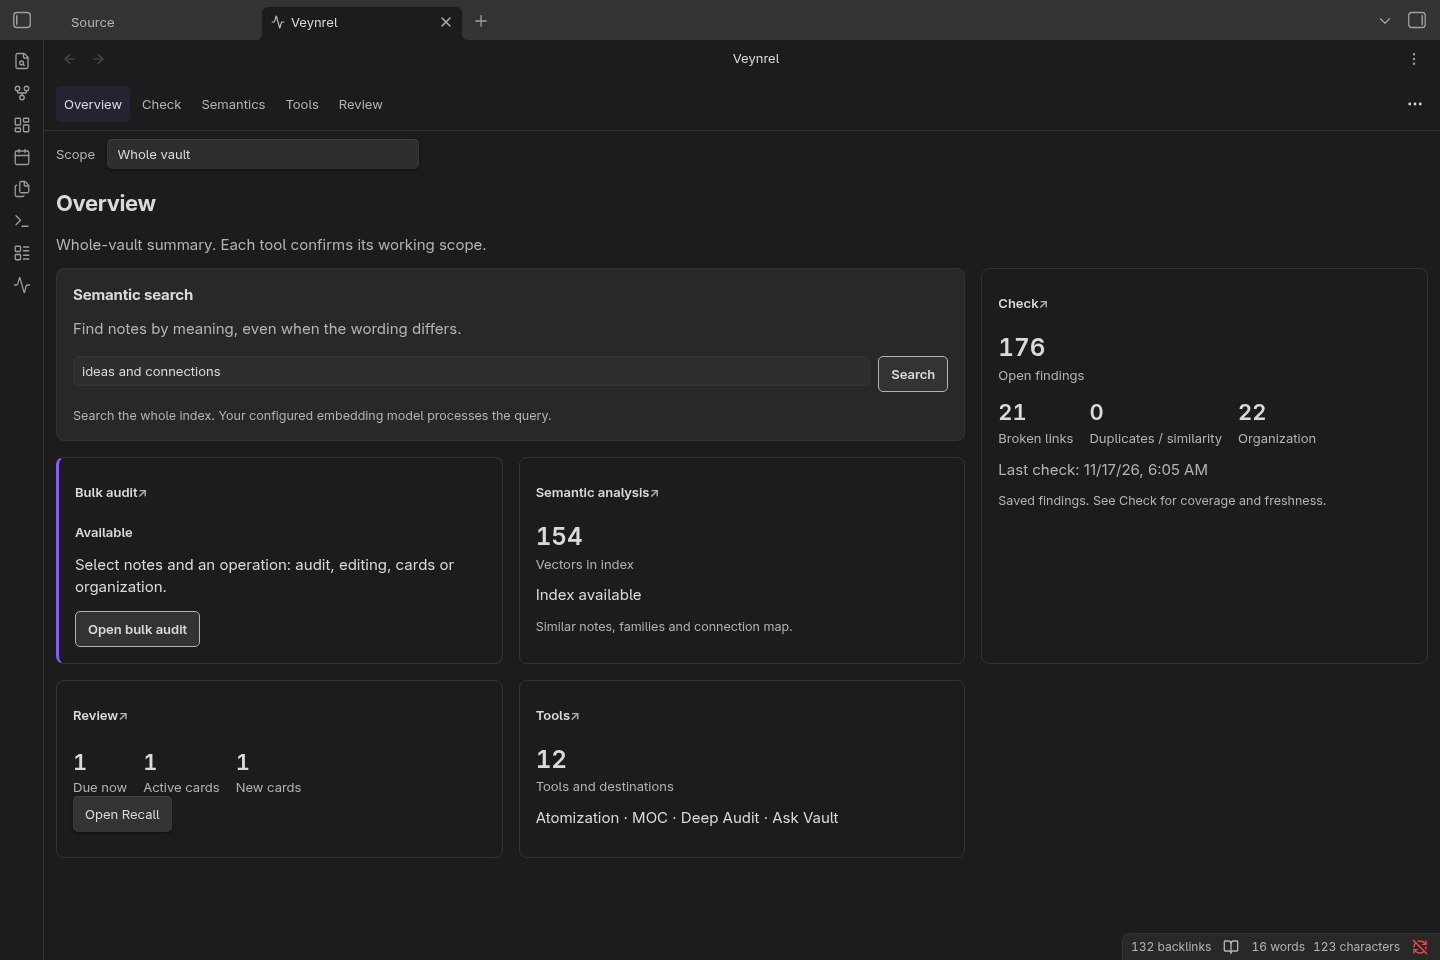 Source
Veynrel
Veynrel
Overview
Check
Semantics
Tools
Review
Scope
Whole vault
Overview
Whole-vault summary. Each tool confirms its working scope.
Semantic search
Find notes by meaning, even when the wording differs.
ideas and connections
Search
Search the whole index. Your configured embedding model processes the query.
Check↗
176
Open findings
21 0 22
Broken links Duplicates / similarity Organization
Last check: 11/17/26, 6:05 AM
Saved findings. See Check for coverage and freshness.
Bulk audit↗
Available
Select notes and an operation: audit, editing, cards or
organization.
Open bulk audit
Semantic analysis↗
154
Vectors in index
Index available
Similar notes, families and connection map.
Review↗
1 1 1
Due now Active cards New cards
Open Recall
Tools↗
12
Tools and destinations
Atomization · MOC · Deep Audit · Ask Vault
132 backlinks 16 words 123 characters